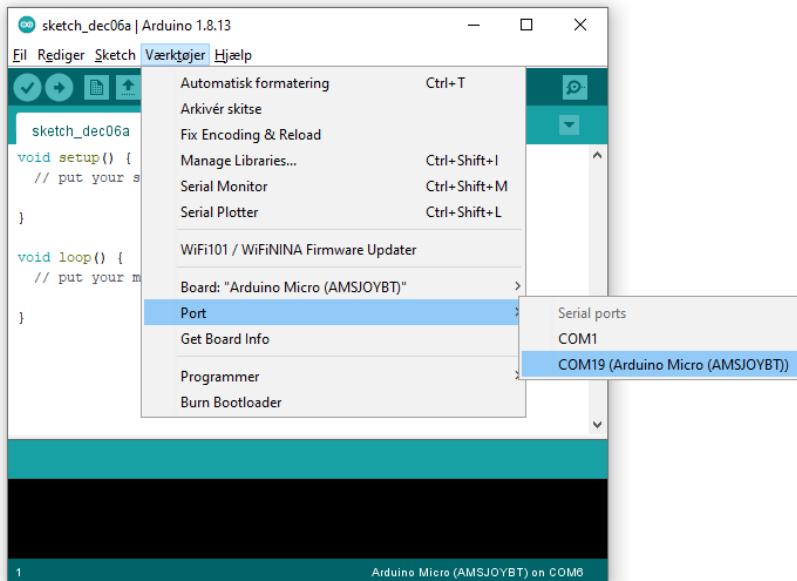 sketch_dec06a | Arduino 1.8.13
Fil Rediger Sketch Værktøjer Hjælp
sketch_dec06a
void setup() {
// put your s
}
void loop() {
// put your m
}
Automatisk formatering Ctrl+T
Arkivér skitse
Fix Encoding & Reload
Manage Libraries... Ctrl+Shift+I
Serial Monitor Ctrl+Shift+M
Serial Plotter Ctrl+Shift+L
WiFi101 / WiFiNINA Firmware Updater
Board: "Arduino Micro (AMSJOYBT)"
Port
Get Board Info
Programmer
Burn Bootloader
Serial ports
COM1
COM19 (Arduino Micro (AMSJOYBT))
1 Arduino Micro (AMSJOYBT) on COM6